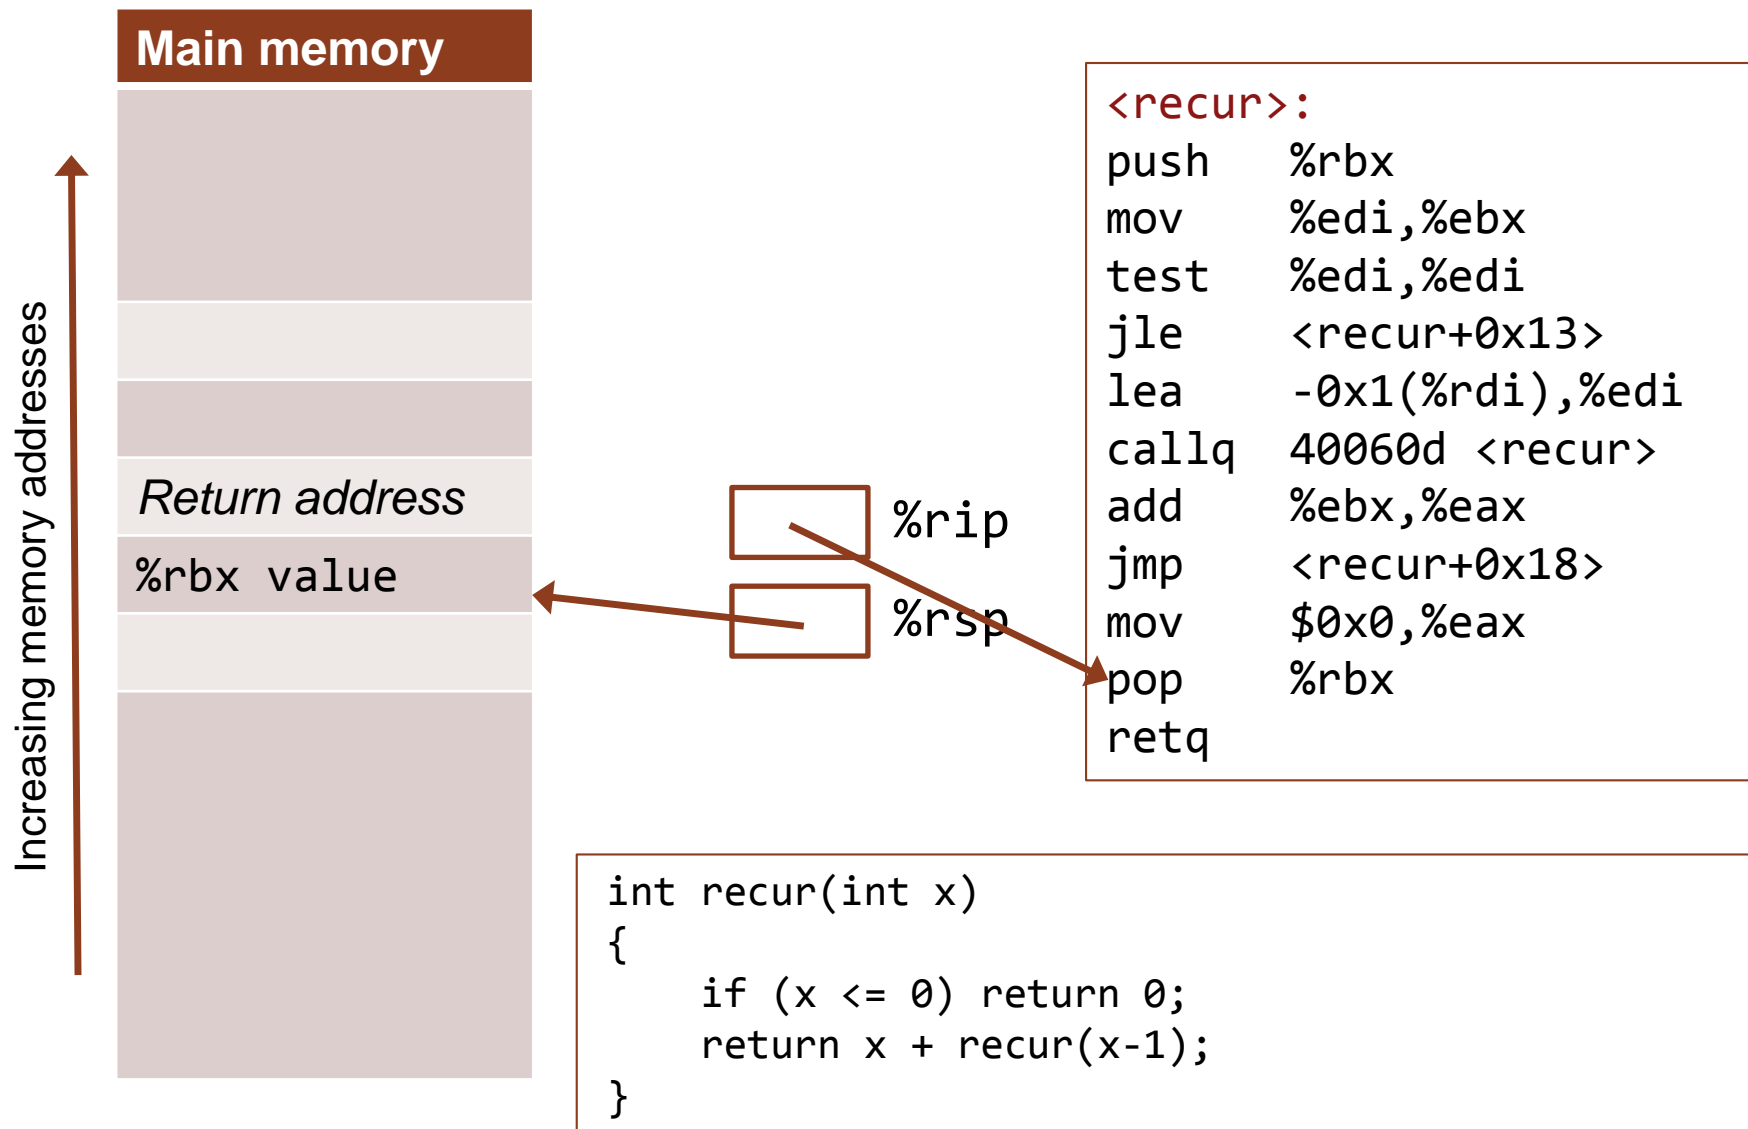 Main memory
Increasing memory addresses
Return address
%rbx value
%rip
%rsp
<recur>:
push %rbx
mov %edi,%ebx
test %edi,%edi
jle <recur+0x13>
lea -0x1(%rdi),%edi
callq 40060d <recur>
add %ebx,%eax
jmp <recur+0x18>
mov $0x0,%eax
pop %rbx
retq
int recur(int x)
{
    if (x <= 0) return 0;
    return x + recur(x-1);
}